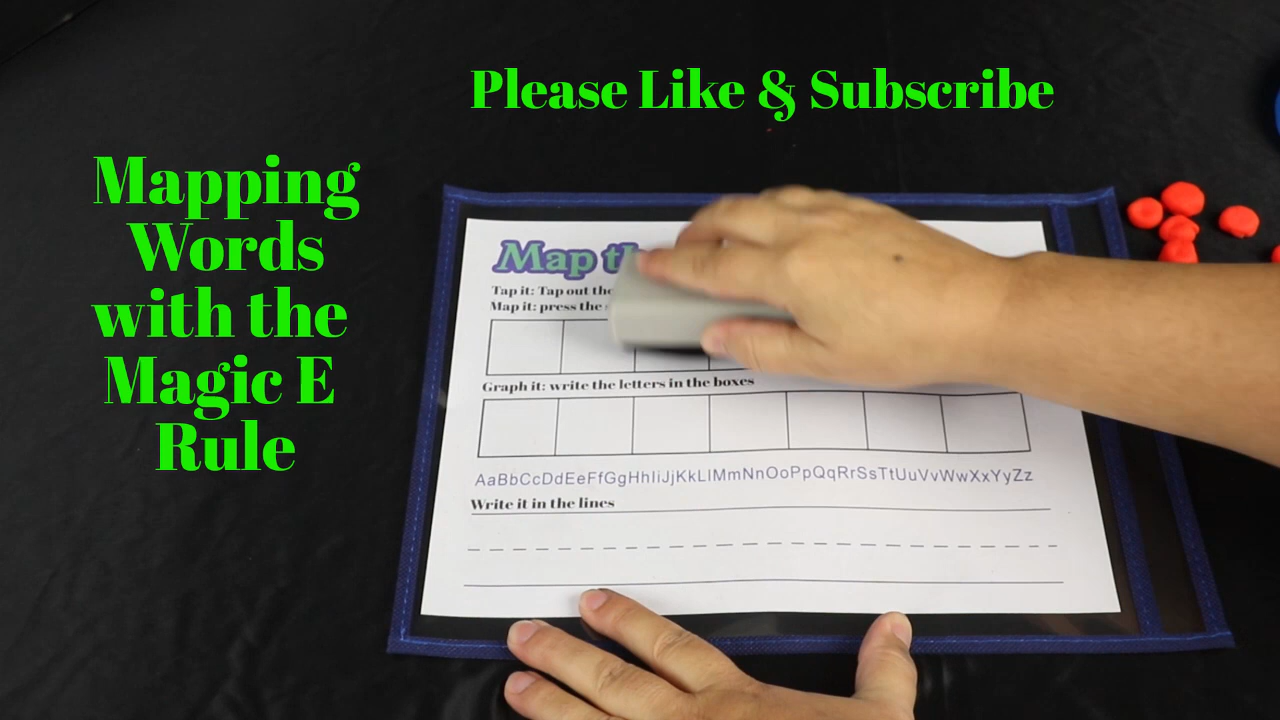 Please Like & Subscribe
Mapping
Words
with the
Magic E
Rule
Map
Tap it: Tap out the
Map it: press the
Graph it: write the letters in the boxes
AaBbCcDdEeFfGgHhIiJjKkLlMmNnOoPpQqRrSsTtUuVvWwXxYyZz
Write it in the lines